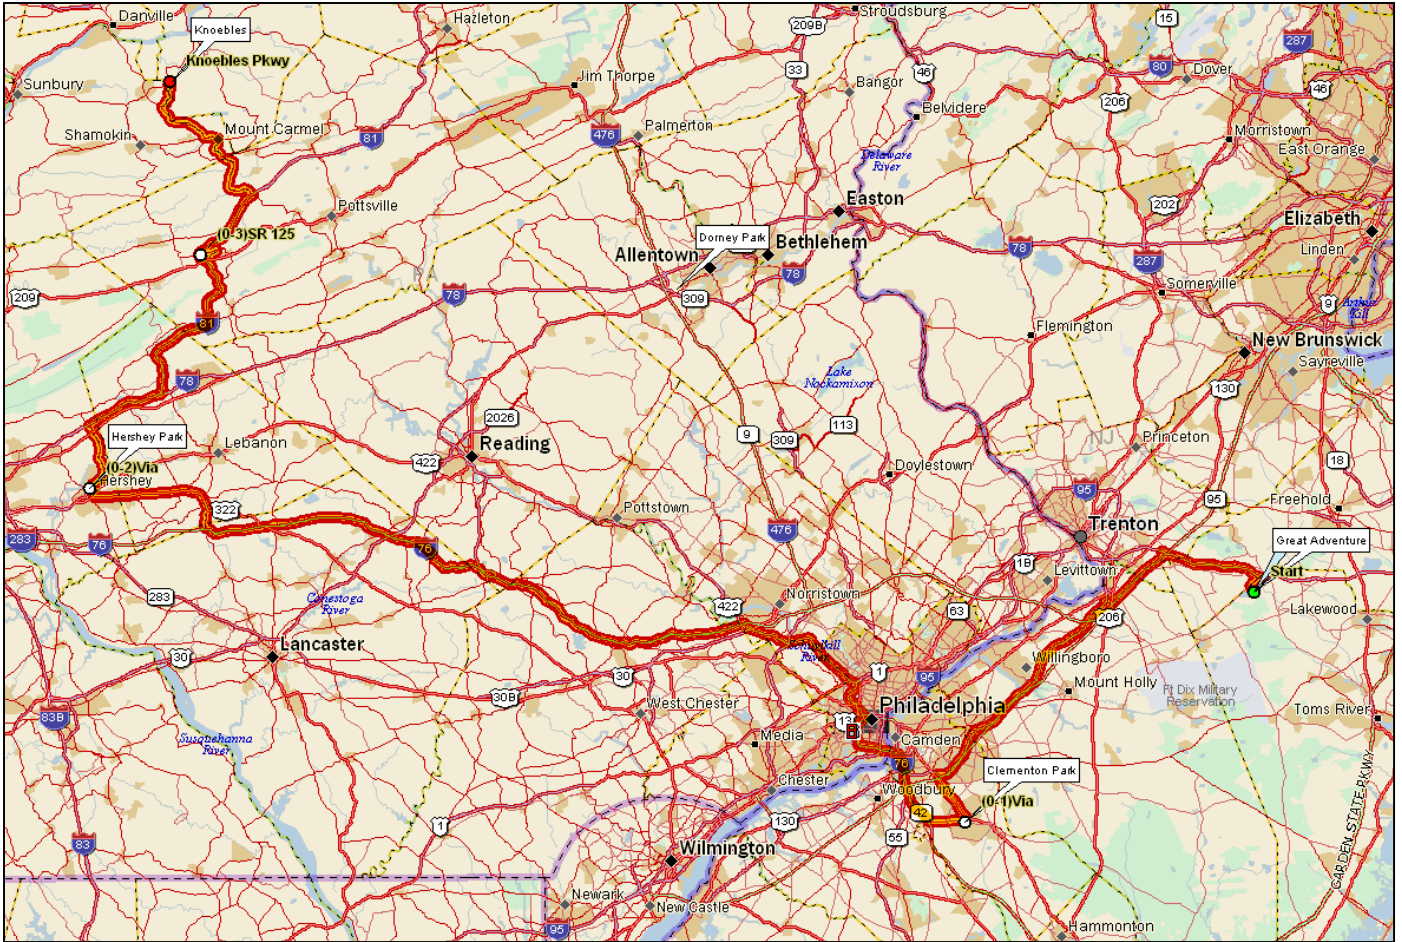 Danville
Hazleton
Stroudsburg
209B
15
Knoebles
287
Knoebles Pkwy
33
46
80
Dover
Jim Thorpe
Bangor
46
Sunbury
206
Belvidere
Mount Carmel
476
Palmerton
Morristown
Shamokin
81
East Orange
Delaware
River
Pottsville
Easton
202
Elizabeth
(0-3)SR 125
Dorney Park
Bethlehem
Linden
Allentown
78
287
PA
78
209
78
309
Somerville
9
Arthur
Kill
81
Flemington
New Brunswick
Sayreville
78
Lake
Nockamixon
130
2026
113
9
309
Hershey Park
Lebanon
Reading
NJ
Princeton
422
18
(0-2)Via
Hershey
Doylestown
95
95
Freehold
322
Pottstown
Trenton
476
283
76
76
Great Adventure
1B
Levittown
Start
283
Conestoga
River
Norristown
422
63
206
Lakewood
Lancaster
Schuylkill
River
30
1
Willingboro
30
95
Mount Holly
30B
Ft Dix Military
Reservation
West Chester
Philadelphia
83B
13
Toms River
Media
Camden
Susquehanna
River
76
Clementon Park
Chester
Woodbury
(0-1)Via
42
1
130
55
83
Wilmington
GARDEN STATE PKWY
Newark
New Castle
95
Hammonton